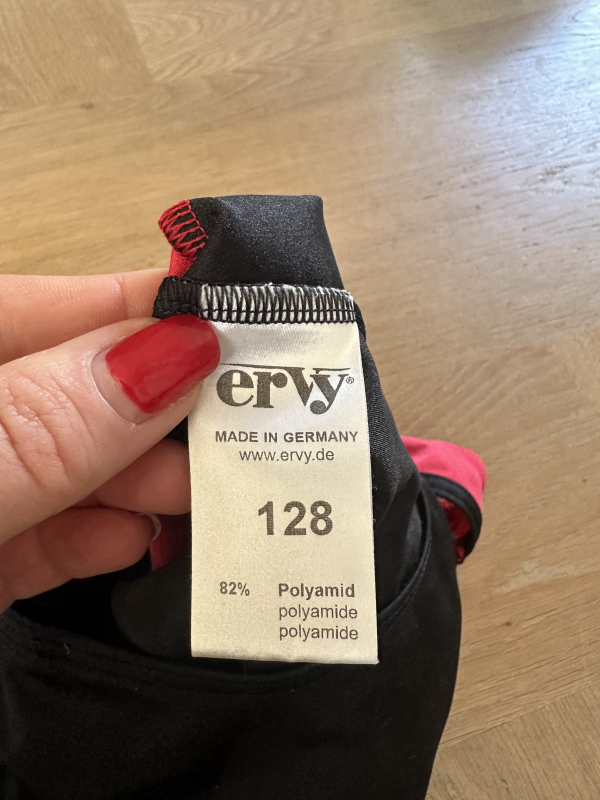 ervy®
MADE IN GERMANY
www.ervy.de
128
82% Polyamid
polyamide
polyamide